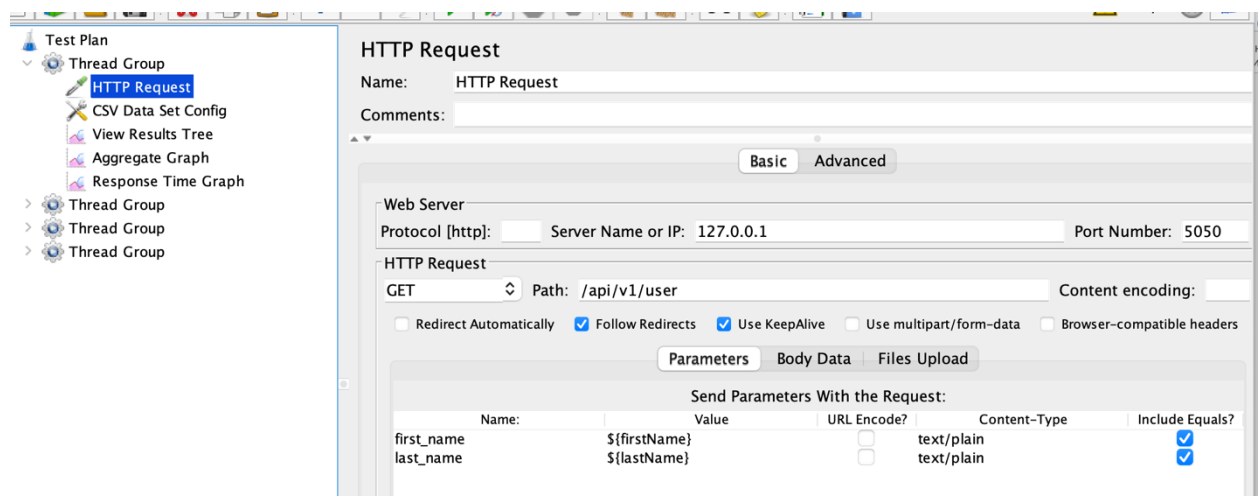 Test Plan
Thread Group
HTTP Request
CSV Data Set Config
View Results Tree
Aggregate Graph
Response Time Graph
Thread Group
Thread Group
Thread Group
HTTP Request
Name: HTTP Request
Comments:
Basic Advanced
Web Server
Protocol [http]: Server Name or IP: 127.0.0.1 Port Number: 5050
HTTP Request
GET Path: /api/v1/user Content encoding:
Redirect Automatically Follow Redirects Use KeepAlive Use multipart/form-data Browser-compatible headers
Parameters Body Data Files Upload
Send Parameters With the Request:
Name: Value URL Encode? Content-Type Include Equals?
first_name ${firstName} text/plain
last_name ${lastName} text/plain